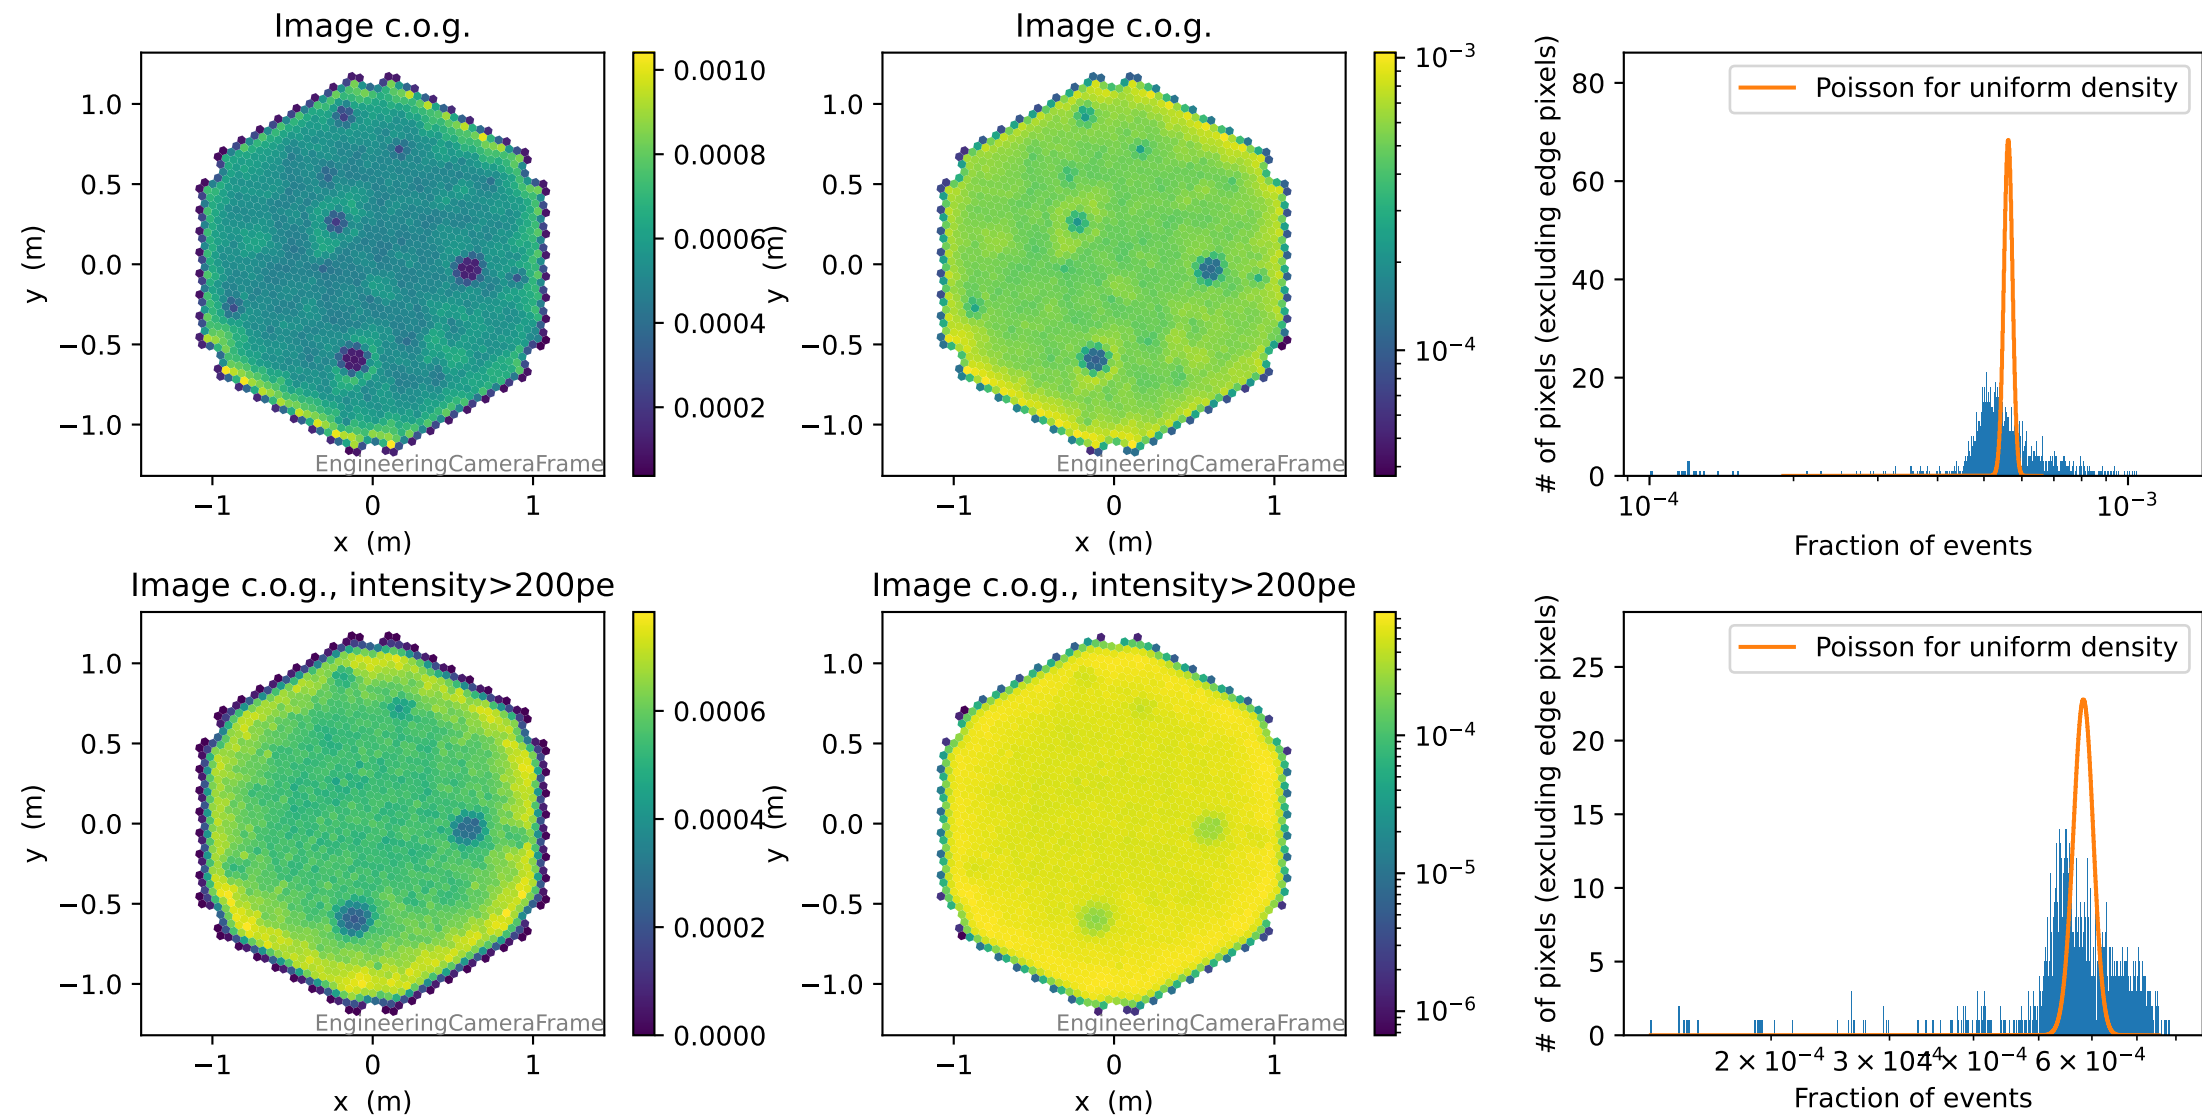 Image c.o.g.
1.0
0.5
0.0
−0.5
−1.0
y (m)
−1
0
1
x (m)
EngineeringCameraFrame
0.0010
0.0008
0.0006
0.0004
0.0002
Image c.o.g.
1.0
0.5
0.0
−0.5
−1.0
y (m)
−1
0
1
x (m)
EngineeringCameraFrame
10⁻³
10⁻⁴
Poisson for uniform density
80
60
40
20
0
# of pixels (excluding edge pixels)
10⁻⁴
10⁻³
Fraction of events
Image c.o.g., intensity>200pe
1.0
0.5
0.0
−0.5
−1.0
y (m)
−1
0
1
x (m)
EngineeringCameraFrame
0.0006
0.0004
0.0002
0.0000
Image c.o.g., intensity>200pe
1.0
0.5
0.0
−0.5
−1.0
y (m)
−1
0
1
x (m)
EngineeringCameraFrame
10⁻⁴
10⁻⁵
10⁻⁶
Poisson for uniform density
25
20
15
10
5
0
# of pixels (excluding edge pixels)
2 × 10⁻⁴
3 × 10⁻⁴
4 × 10⁻⁴
6 × 10⁻⁴
Fraction of events